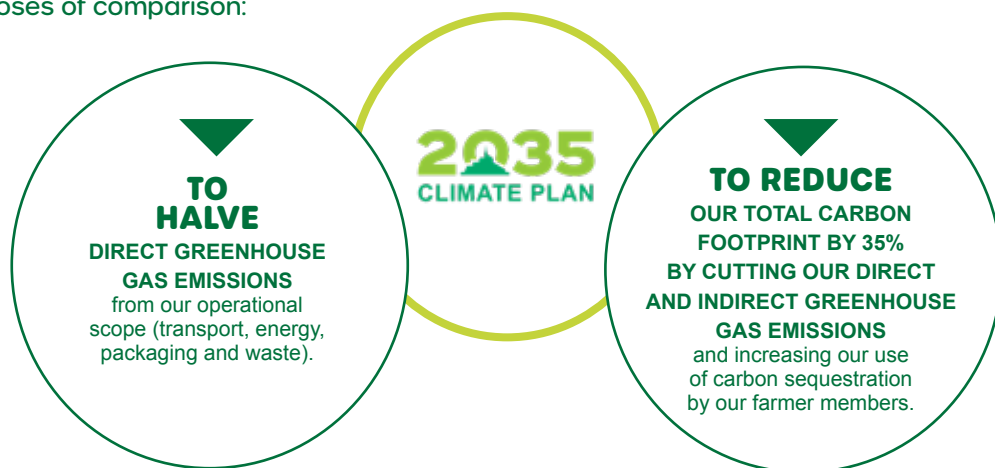 oses of comparison:
TO
HALVE
DIRECT GREENHOUSE
GAS EMISSIONS
from our operational
scope (transport, energy,
packaging and waste).
2035
CLIMATE PLAN
TO REDUCE
OUR TOTAL CARBON
FOOTPRINT BY 35%
BY CUTTING OUR DIRECT
AND INDIRECT GREENHOUSE
GAS EMISSIONS
and increasing our use
of carbon sequestration
by our farmer members.